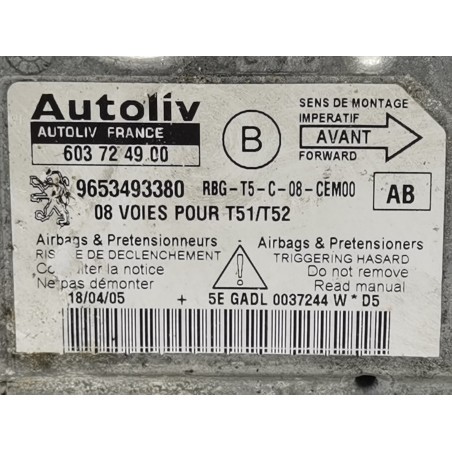 Autoliv
AUTOLIV FRANCE
603 72 49 00
B
SENS DE MONTAGE
IMPERATIF
AVANT
FORWARD
9653493380 RBG-T5-C-08-CEM00
AB
08 VOIES POUR T51/T52
Airbags & Pretensionneurs
DE DECLENCHEMENT
la notice
Ne pas démonter
Airbags & Pretensioners
TRIGGERING HASARD
Do not remove
Read manual
18/04/05 + 5E GADL 0037244 W * D5